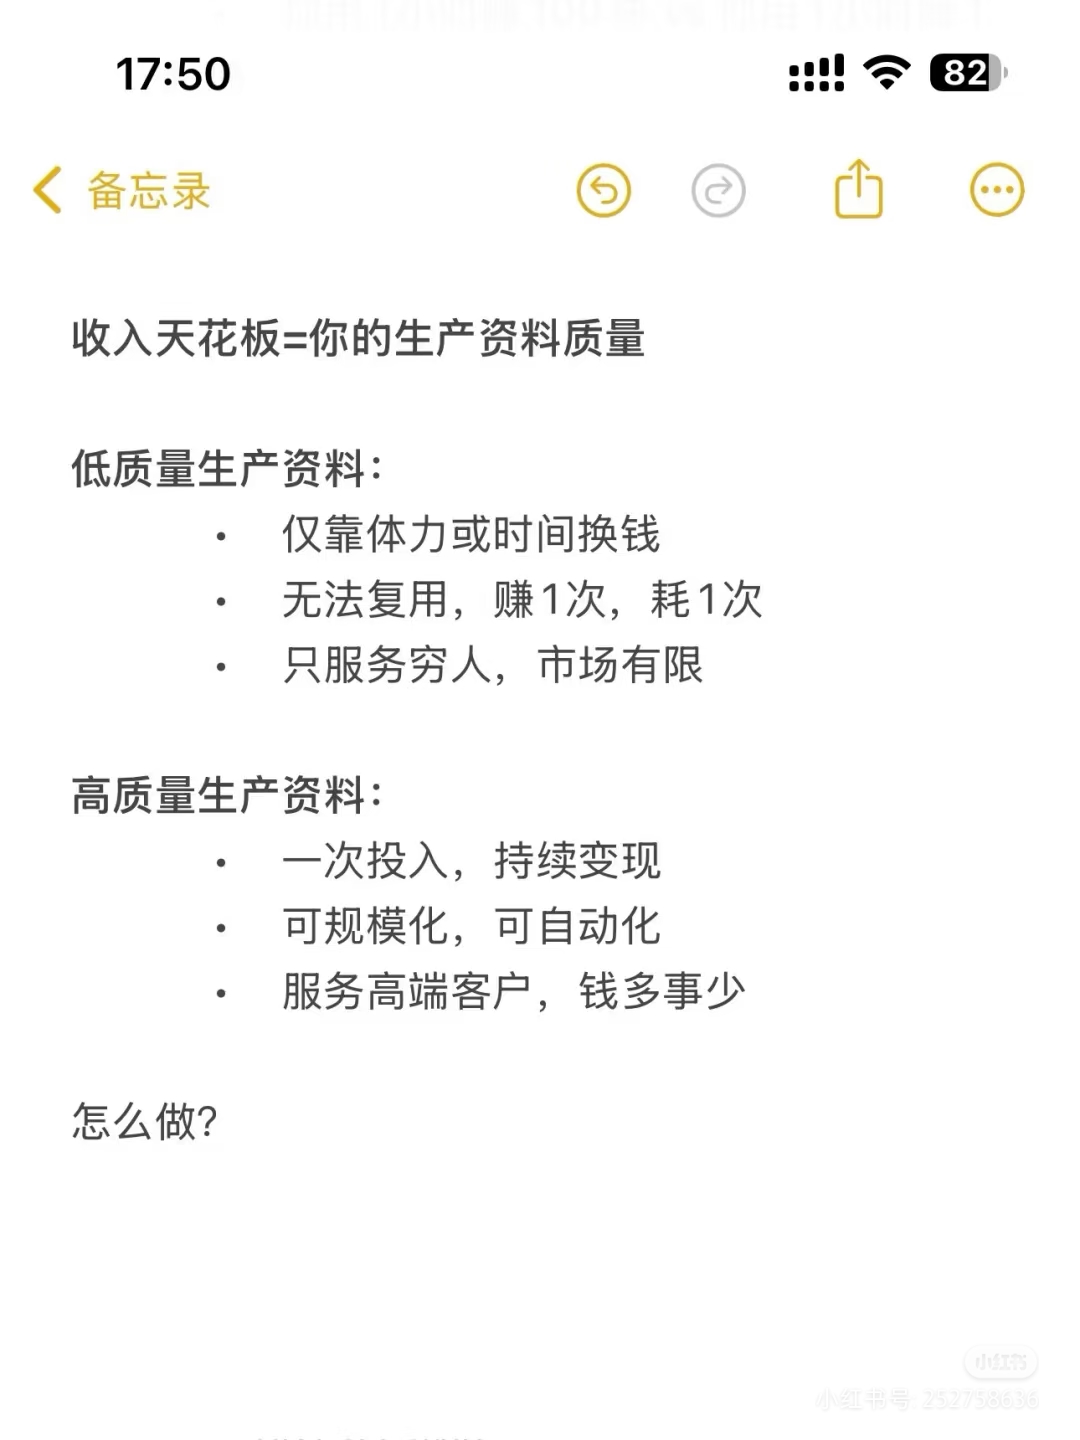 17:50
82
备忘录
收入天花板=你的生产资料质量
低质量生产资料：
• 仅靠体力或时间换钱
• 无法复用，赚1次，耗1次
• 只服务穷人，市场有限
高质量生产资料：
• 一次投入，持续变现
• 可规模化，可自动化
• 服务高端客户，钱多事少
怎么做？
小红书
小红书号: 252758636